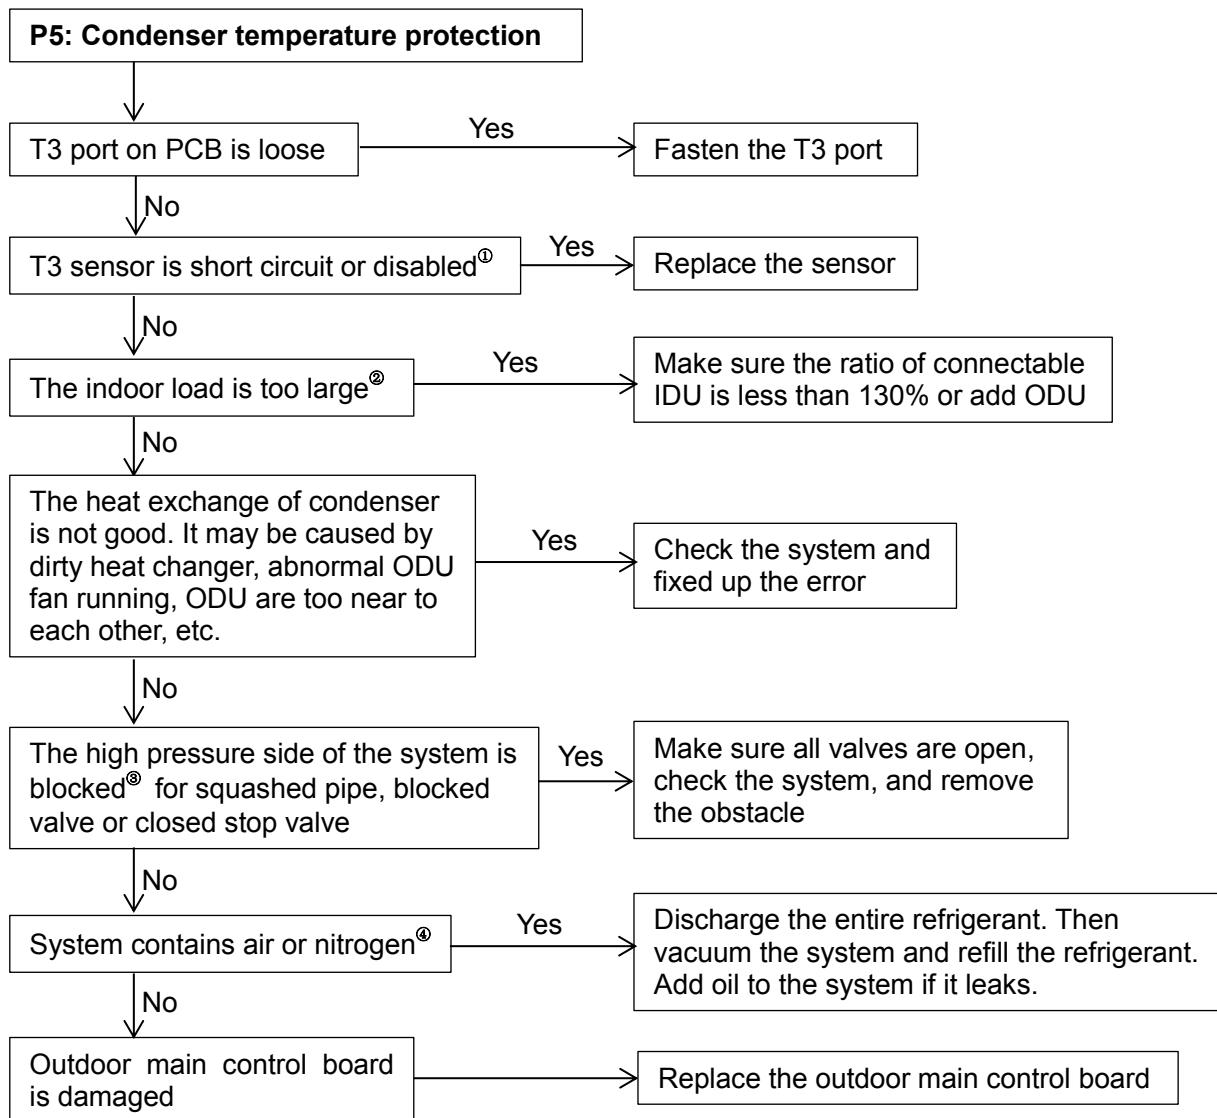 P5: Condenser temperature protection
T3 port on PCB is loose
Yes
Fasten the T3 port
No
T3 sensor is short circuit or disabled①
Yes
Replace the sensor
No
The indoor load is too large②
Yes
Make sure the ratio of connectable
IDU is less than 130% or add ODU
No
The heat exchange of condenser
is not good. It may be caused by
dirty heat changer, abnormal ODU
fan running, ODU are too near to
each other, etc.
Yes
Check the system and
fixed up the error
No
The high pressure side of the system is
blocked③ for squashed pipe, blocked
valve or closed stop valve
Yes
Make sure all valves are open,
check the system, and remove
the obstacle
No
System contains air or nitrogen④
Yes
Discharge the entire refrigerant. Then
vacuum the system and refill the refrigerant.
Add oil to the system if it leaks.
No
Outdoor main control board
is damaged
Replace the outdoor main control board